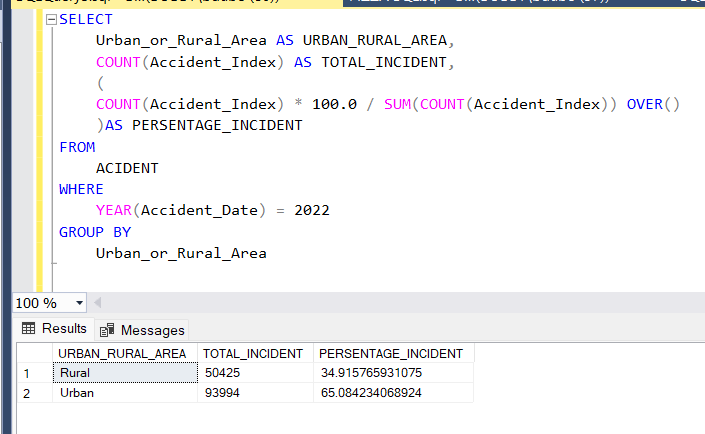 SELECT
Urban_or_Rural_Area AS URBAN_RURAL_AREA,
COUNT(Accident_Index) AS TOTAL_INCIDENT,
(
COUNT(Accident_Index) * 100.0 / SUM(COUNT(Accident_Index)) OVER()
)AS PERSENTAGE_INCIDENT
FROM
ACIDENT
WHERE
YEAR(Accident_Date) = 2022
GROUP BY
Urban_or_Rural_Area
100 %
Results Messages
URBAN_RURAL_AREA TOTAL_INCIDENT PERSENTAGE_INCIDENT
1 Rural 50425 34.915765931075
2 Urban 93994 65.084234068924